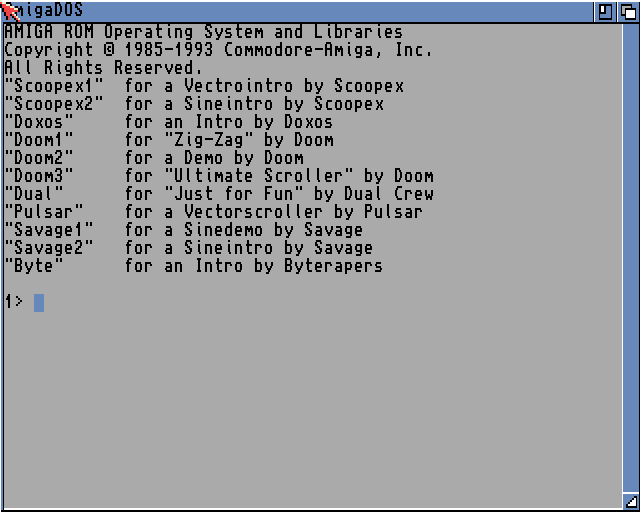 AmigaDOS
AMIGA ROM Operating System and Libraries
Copyright © 1985-1993 Commodore-Amiga, Inc.
All Rights Reserved.
"Scoopex1" for a Vectrointro by Scoopex
"Scoopex2" for a Sineintro by Scoopex
"Doxos" for an Intro by Doxos
"Doom1" for "Zig-Zag" by Doom
"Doom2" for a Demo by Doom
"Doom3" for "Ultimate Scroller" by Doom
"Dual" for "Just for Fun" by Dual Crew
"Pulsar" for a Vectorscroller by Pulsar
"Savage1" for a Sinedemo by Savage
"Savage2" for a Sineintro by Savage
"Byte" for an Intro by Byterapers
1>